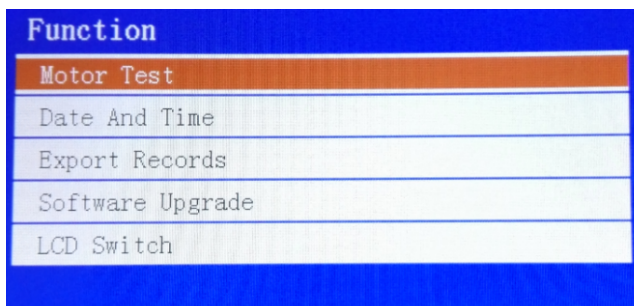 Function
Motor Test
Date And Time
Export Records
Software Upgrade
LCD Switch